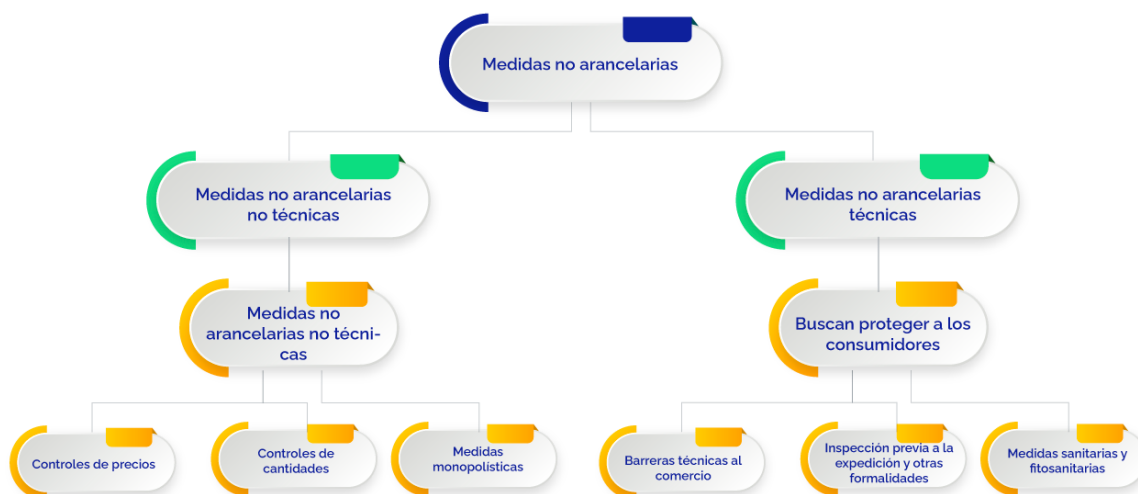 Medidas no arancelarias
Medidas no arancelarias
no técnicas
Medidas no arancelarias
técnicas
Medidas no
arancelarias no técni-
cas
Buscan proteger a los
consumidores
Controles de precios
Controles de
cantidades
Medidas
monopolísticas
Barreras técnicas al
comercio
Inspección previa a la
expedición y otras
formalidades
Medidas sanitarias y
fitosanitarias